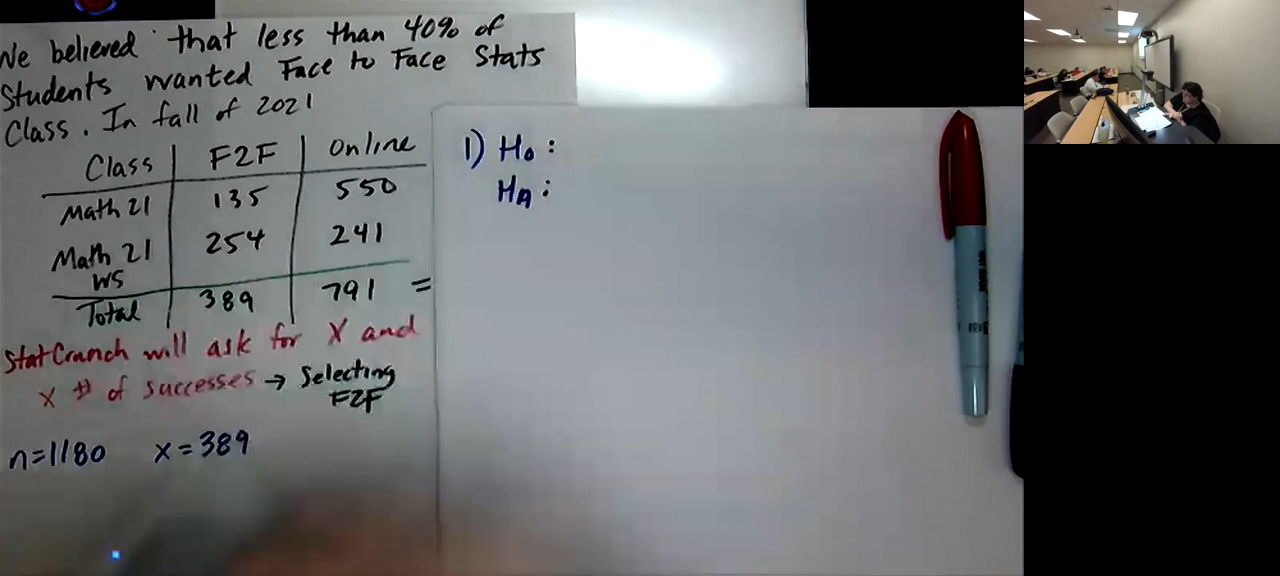 We believed that less than 40% of
Students wanted Face to Face Stats
Class. In fall of 2021
Class F2F Online
Math 21 135 550
Math 21 254 241
WS
Total 389 791 =
StatCrunch will ask for X and
X # of successes → Selecting
F2F
n=1180 x=389
1) Ho:
HA: